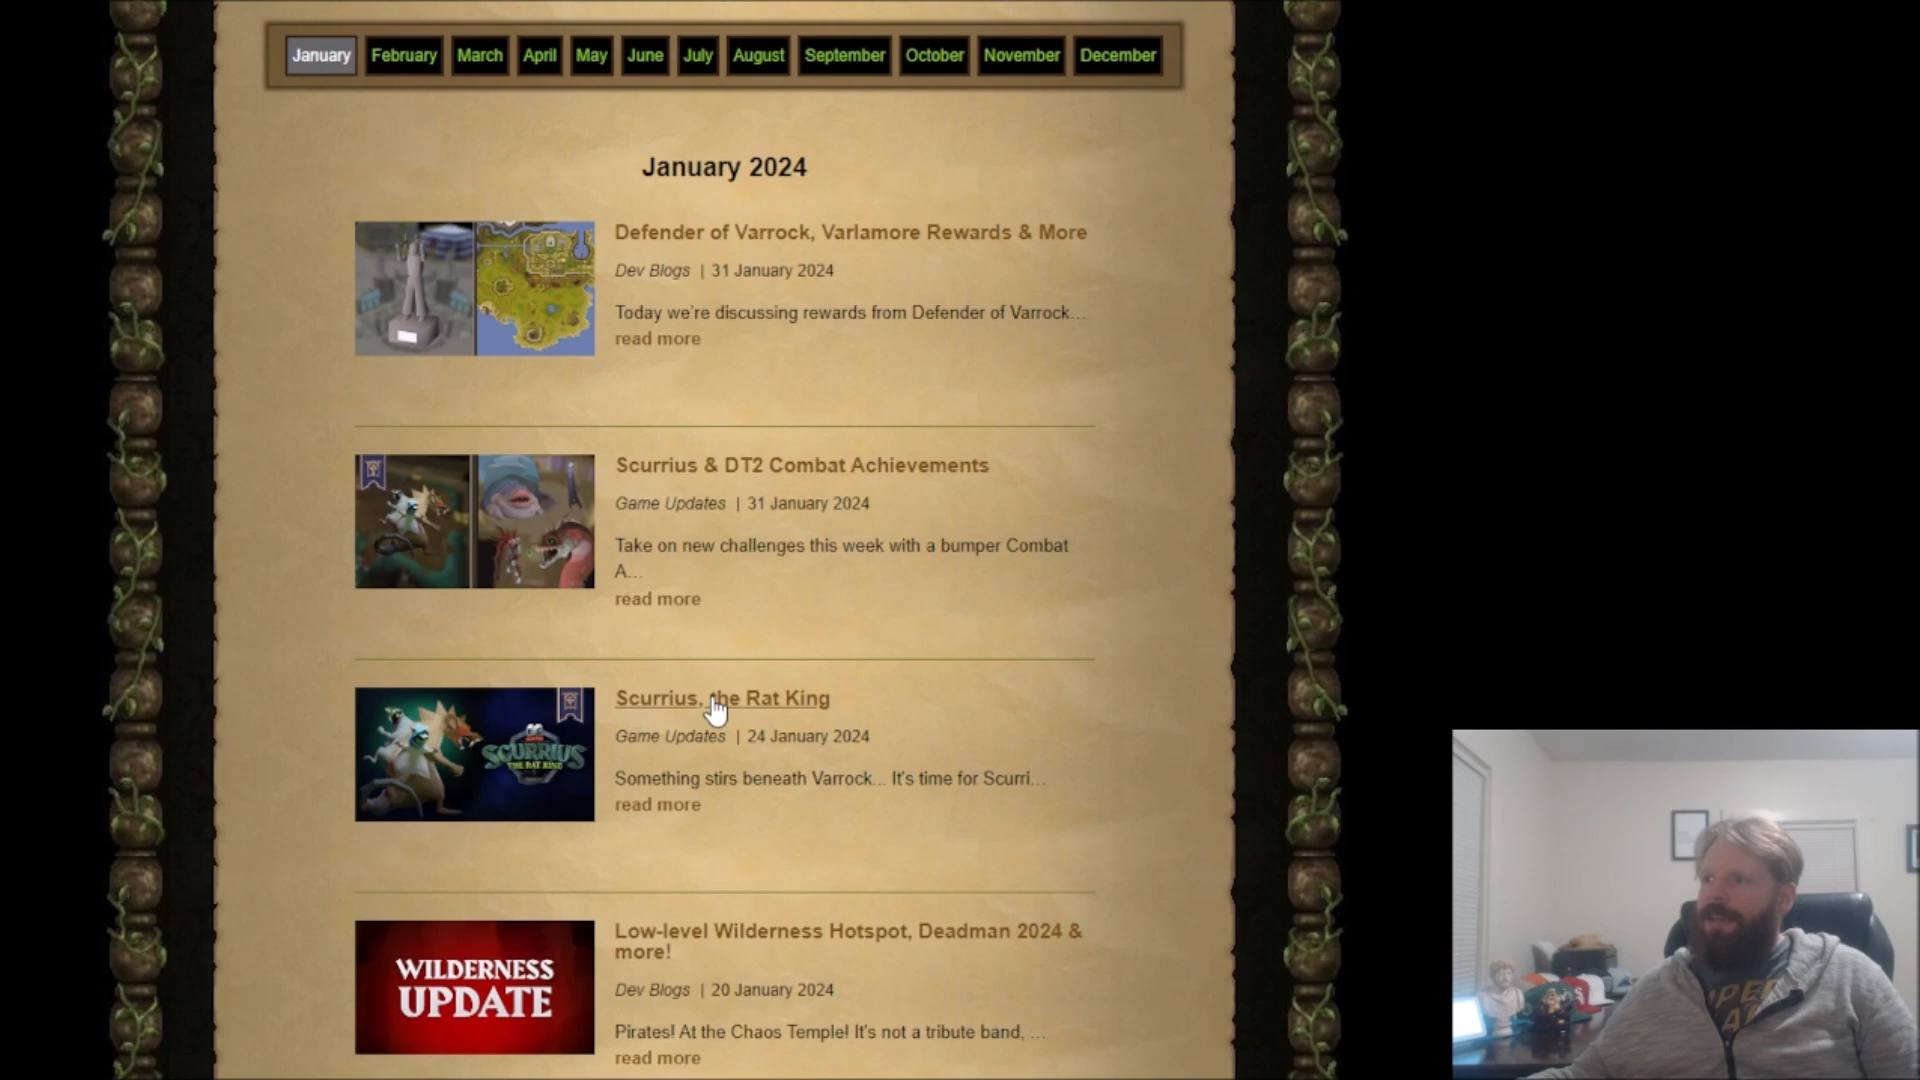 January February March April May June July August September October November December
January 2024
Defender of Varrock, Varlamore Rewards & More
Dev Blogs | 31 January 2024
Today we're discussing rewards from Defender of Varrock...
read more
Scurrius & DT2 Combat Achievements
Game Updates | 31 January 2024
Take on new challenges this week with a bumper Combat
A...
read more
Scurrius, the Rat King
Game Updates | 24 January 2024
SCURRIUS
THE RAT KING
Something stirs beneath Varrock... It's time for Scurri...
read more
Low-level Wilderness Hotspot, Deadman 2024 &
more!
WILDERNESS
UPDATE
Dev Blogs | 20 January 2024
Pirates! At the Chaos Temple! It's not a tribute band, ...
read more